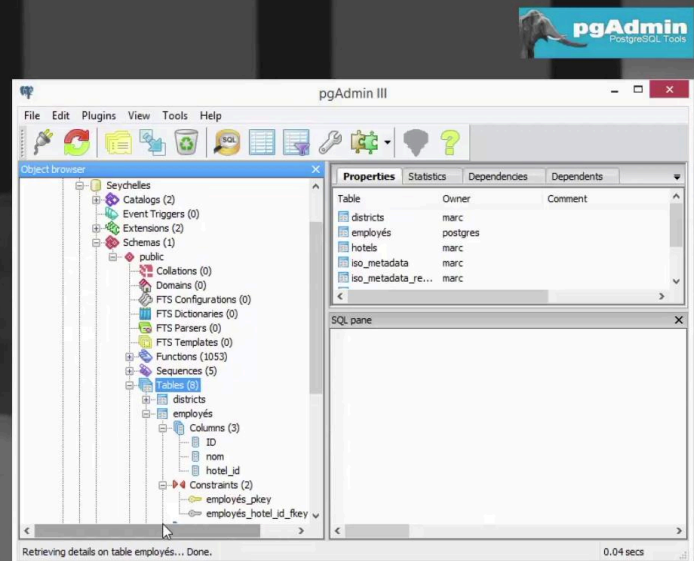 pgAdmin
PostgreSQL Tools
pgAdmin III
File Edit Plugins View Tools Help
SQL
Object browser
Seychelles
Catalogs (2)
Event Triggers (0)
Extensions (2)
Schemas (1)
public
Collations (0)
Domains (0)
FTS Configurations (0)
FTS Dictionaries (0)
FTS Parsers (0)
FTS Templates (0)
Functions (1053)
Sequences (5)
Tables (8)
districts
employés
Columns (3)
ID
nom
hotel_id
Constraints (2)
employés_pkey
employés_hotel_id_fkey
Properties Statistics Dependencies Dependents
Table Owner Comment
districts marc
employés postgres
hotels marc
iso_metadata marc
iso_metadata_re... marc
SQL pane
Retrieving details on table employés... Done. 0.04 secs